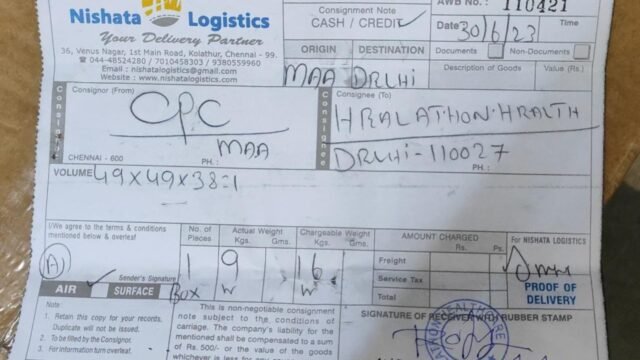 Nishata Logistics
Your Delivery Partner
36, Venus Nagar, 1st Main Road, Kolathur, Chennai - 99.
☎ 044-48524280 / 7010458303 / 9380559960
Email : nishatalogistics@gmail.com
Website : www.nishatalogistics.com
Consignment Note
CASH / CREDIT
AWB No. : 110421
Date 30/6/23 Time
ORIGIN DESTINATION
Documents Non-Documents
MAA DRLHi
Description of Goods Value (Rs.)
Consignor
Consignor (From)
CPC
MAA
CHENNAI - 600 PH. :
Consignee
Consignee (To)
HRALATHON HRALTH
DRLHi-110027
PH. :
VOLUME 49x49x38=1
I/We agree to the terms & conditions
mentioned below & overleaf
No. of Pieces
Actual Weight
Kgs. Gms.
Chargeable Weight
Kgs. Gms.
AMOUNT CHARGED
Rs. Ps.
For NISHATA LOGISTICS
A1
Sender's Signature
1 9 16
Box W W
Freight
Service Tax
Total
PROOF OF
DELIVERY
AIR SURFACE
Note :
1. Retain this copy for your records.
Duplicate will not be issued.
2. To be filled by the Consignor.
3. For information turn overleaf.
This is non-negotiable consignment
note subject to the conditions of
carriage. The company's liability for the
mentioned shall be compensated to a
sum of Rs. 500/- or the value of the goods
whichever is less for any
SIGNATURE OF RECEIVER WITH RUBBER STAMP